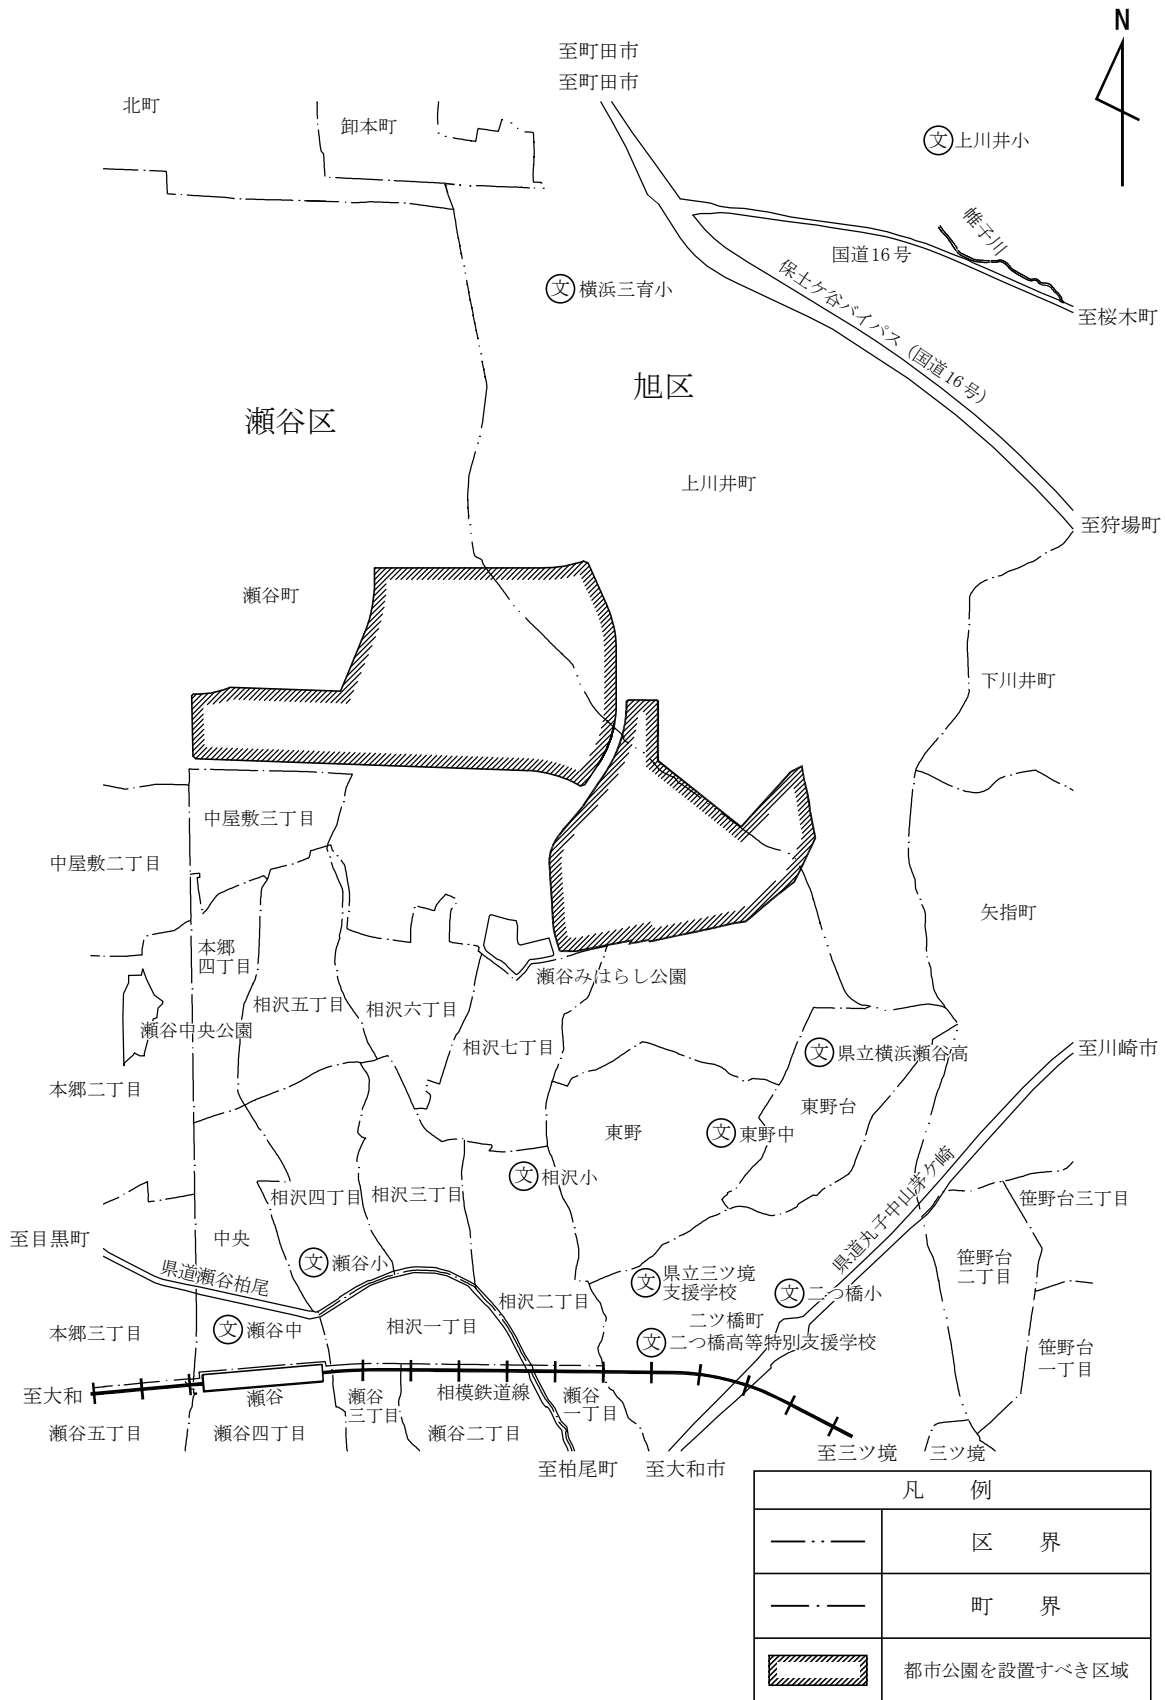 N
至町田市
至町田市
北町
卸本町
文 上川井小
帷子川
国道16号
文 横浜三育小
保土ケ谷バイパス（国道16号）
至桜木町
旭区
瀬谷区
上川井町
至狩場町
瀬谷町
下川井町
中屋敷三丁目
中屋敷二丁目
矢指町
本郷
四丁目
瀬谷みはらし公園
相沢五丁目
相沢六丁目
瀬谷中央公園
相沢七丁目
文 県立横浜瀬谷高
至川崎市
本郷二丁目
東野台
東野
文 東野中
文 相沢小
県道丸子中山茅ケ崎
相沢四丁目
相沢三丁目
笹野台三丁目
至目黒町
中央
文 瀬谷小
笹野台
二丁目
県道瀬谷柏尾
文 県立三ツ境
支援学校
文 二つ橋小
相沢二丁目
二ツ橋町
本郷三丁目
文 瀬谷中
相沢一丁目
文 二つ橋高等特別支援学校
笹野台
一丁目
至大和
瀬谷
瀬谷
三丁目
相模鉄道線
瀬谷
一丁目
瀬谷五丁目
瀬谷四丁目
瀬谷二丁目
至三ツ境
三ツ境
至柏尾町
至大和市
凡　例
区　界
町　界
都市公園を設置すべき区域